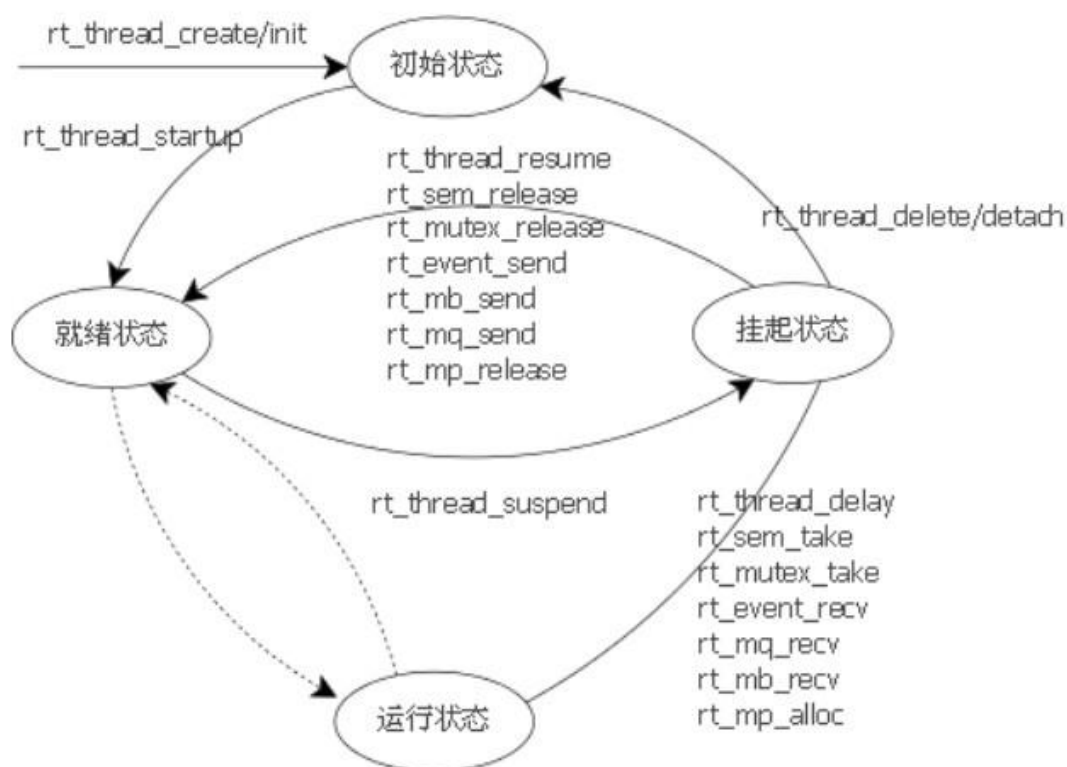 rt_thread_create/init
初始状态
rt_thread_startup
rt_thread_resume
rt_sem_release
rt_mutex_release
rt_event_send
rt_mb_send
rt_mq_send
rt_mp_release
rt_thread_delete/detach
就绪状态
挂起状态
rt_thread_suspend
rt_thread_delay
rt_sem_take
rt_mutex_take
rt_event_recv
rt_mq_recv
rt_mb_recv
rt_mp_alloc
运行状态